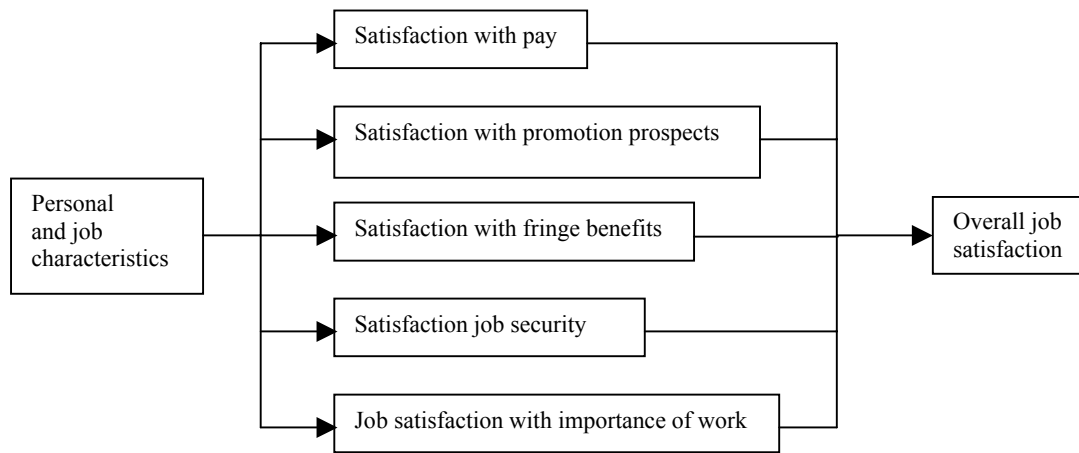 Satisfaction with pay
Satisfaction with promotion prospects
Personal
and job
characteristics
Satisfaction with fringe benefits
Overall job
satisfaction
Satisfaction job security
Job satisfaction with importance of work